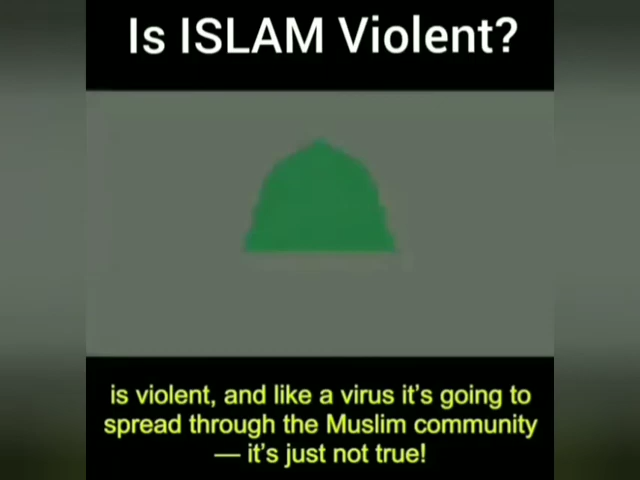 Is ISLAM Violent?
is violent, and like a virus it's going to
spread through the Muslim community
— it's just not true!